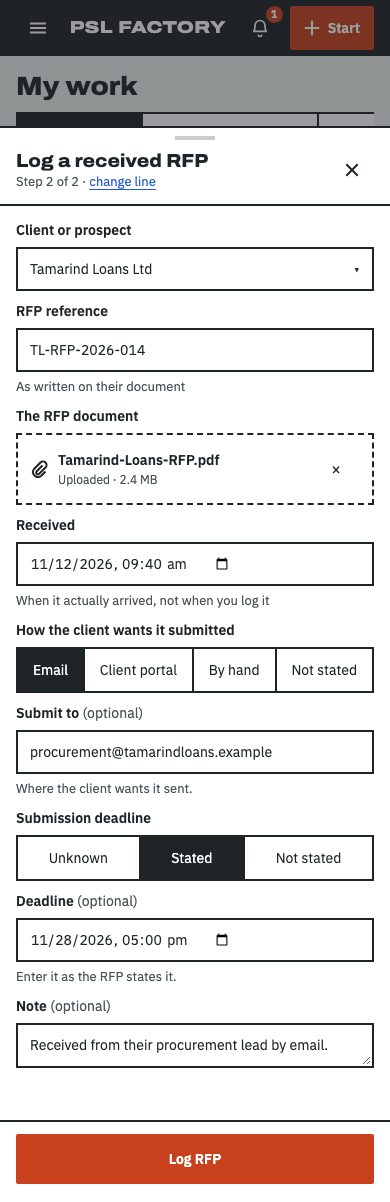 PSL FACTORY
1
Start
My work
Log a received RFP
Step 2 of 2 · change line
Client or prospect
Tamarind Loans Ltd
RFP reference
TL-RFP-2026-014
As written on their document
The RFP document
Tamarind-Loans-RFP.pdf
Uploaded · 2.4 MB
Received
11/12/2026, 09:40 am
When it actually arrived, not when you log it
How the client wants it submitted
Email Client portal By hand Not stated
Submit to (optional)
procurement@tamarindloans.example
Where the client wants it sent.
Submission deadline
Unknown Stated Not stated
Deadline (optional)
11/28/2026, 05:00 pm
Enter it as the RFP states it.
Note (optional)
Received from their procurement lead by email.
Log RFP